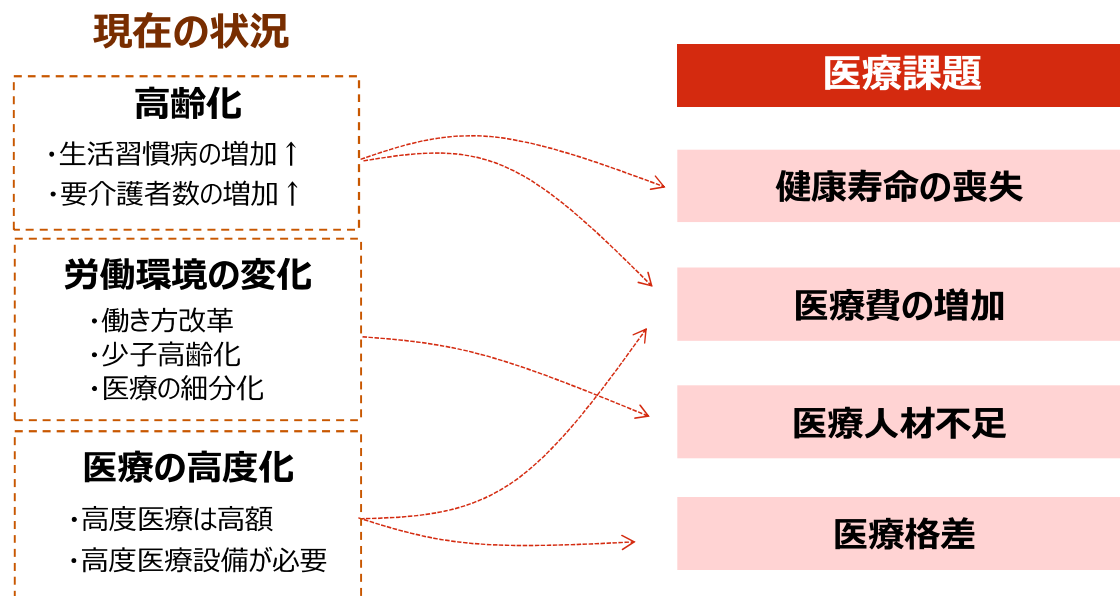 現在の状況
高齢化
・生活習慣病の増加↑
・要介護者数の増加↑
労働環境の変化
・働き方改革
・少子高齢化
・医療の細分化
医療の高度化
・高度医療は高額
・高度医療設備が必要
医療課題
健康寿命の喪失
医療費の増加
医療人材不足
医療格差